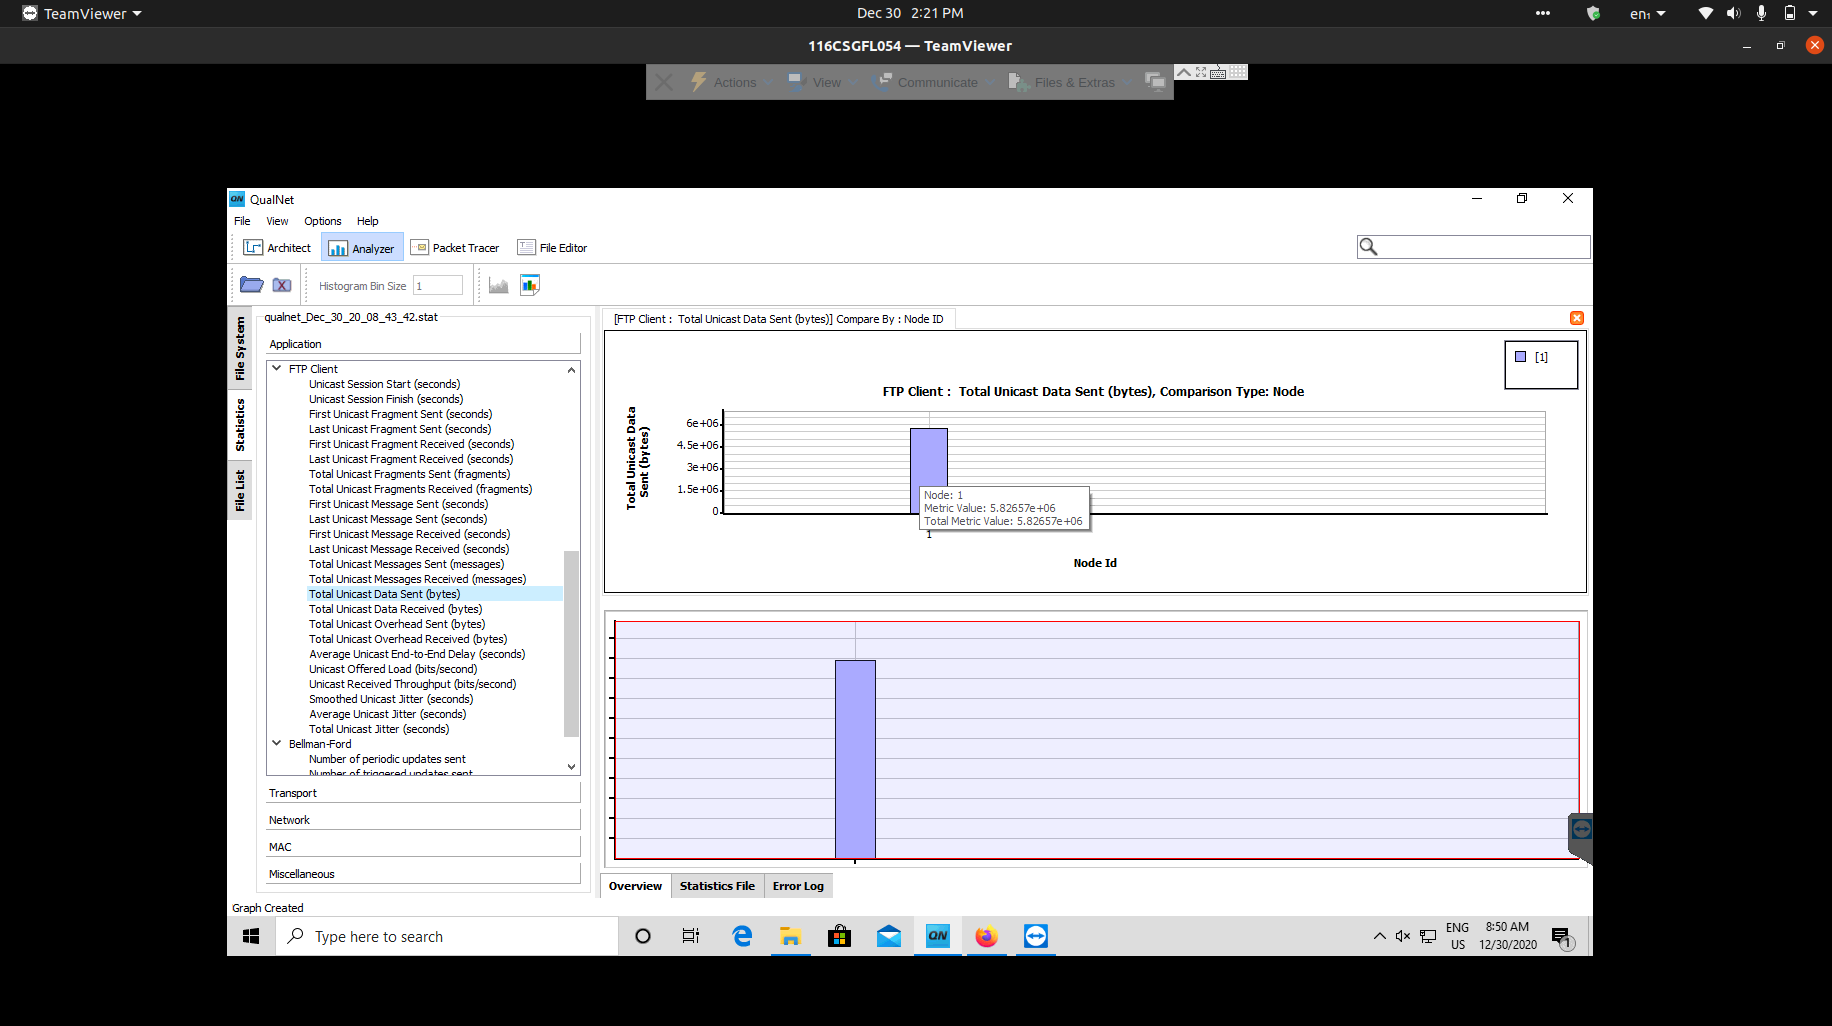 TeamViewer
Dec 30 2:21 PM
en₁
116CSGFL054 — TeamViewer
Actions
View
Communicate
Files & Extras
QN QualNet
File View Options Help
Architect Analyzer Packet Tracer File Editor
Histogram Bin Size 1
File System
Statistics
File List
qualnet_Dec_30_20_08_43_42.stat
Application
FTP Client
Unicast Session Start (seconds)
Unicast Session Finish (seconds)
First Unicast Fragment Sent (seconds)
Last Unicast Fragment Sent (seconds)
First Unicast Fragment Received (seconds)
Last Unicast Fragment Received (seconds)
Total Unicast Fragments Sent (fragments)
Total Unicast Fragments Received (fragments)
First Unicast Message Sent (seconds)
Last Unicast Message Sent (seconds)
First Unicast Message Received (seconds)
Last Unicast Message Received (seconds)
Total Unicast Messages Sent (messages)
Total Unicast Messages Received (messages)
Total Unicast Data Sent (bytes)
Total Unicast Data Received (bytes)
Total Unicast Overhead Sent (bytes)
Total Unicast Overhead Received (bytes)
Average Unicast End-to-End Delay (seconds)
Unicast Offered Load (bits/second)
Unicast Received Throughput (bits/second)
Smoothed Unicast Jitter (seconds)
Average Unicast Jitter (seconds)
Total Unicast Jitter (seconds)
Bellman-Ford
Number of periodic updates sent
Number of triggered updates sent
Transport
Network
MAC
Miscellaneous
[FTP Client : Total Unicast Data Sent (bytes)] Compare By : Node ID
[1]
FTP Client : Total Unicast Data Sent (bytes), Comparison Type: Node
Total Unicast Data
Sent (bytes)
6e+06
4.5e+06
3e+06
1.5e+06
0
Node: 1
Metric Value: 5.82657e+06
Total Metric Value: 5.82657e+06
1
Node Id
Overview Statistics File Error Log
Graph Created
Type here to search
QN
ENG
US
8:50 AM
12/30/2020
1